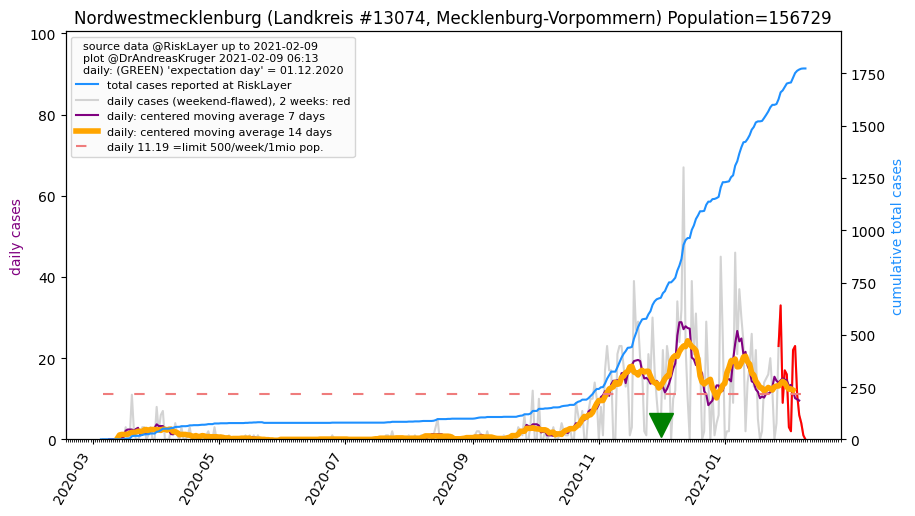 Nordwestmecklenburg (Landkreis #13074, Mecklenburg-Vorpommern) Population=156729
source data @RiskLayer up to 2021-02-09
plot @DrAndreasKruger 2021-02-09 06:13
daily: (GREEN) 'expectation day' = 01.12.2020
total cases reported at RiskLayer
daily cases (weekend-flawed), 2 weeks: red
daily: centered moving average 7 days
daily: centered moving average 14 days
daily 11.19 =limit 500/week/1mio pop.
daily cases
100
80
60
40
20
0
cumulative total cases
1750
1500
1250
1000
750
500
250
0
2020-03
2020-05
2020-07
2020-09
2020-11
2021-01